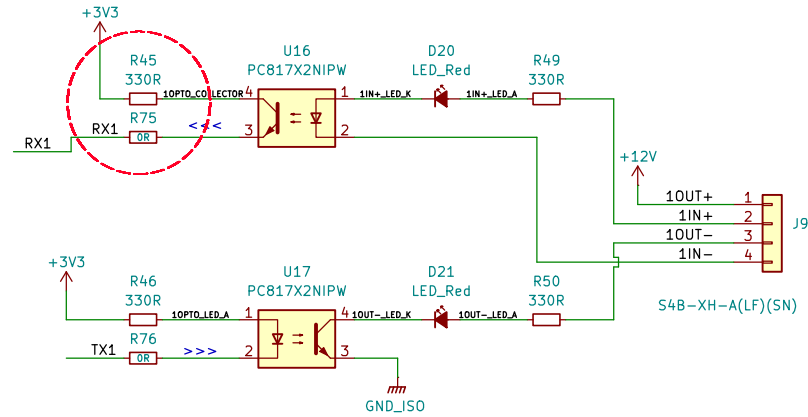 +3V3
R45
330R
1OPTO_COLLECTOR
RX1
RX1
R75
0R
<<<
U16
PC817X2NIPW
4
3
1
2
1IN+_LED_K
D20
LED_Red
1IN+_LED_A
R49
330R
+12V
1OUT+
1IN+
1OUT-
1IN-
1
2
3
4
J9
S4B-XH-A(LF)(SN)
+3V3
R46
330R
1OPTO_LED_A
TX1
R76
0R
>>>
U17
PC817X2NIPW
1
2
4
3
1OUT-_LED_K
D21
LED_Red
1OUT-_LED_A
R50
330R
GND_ISO